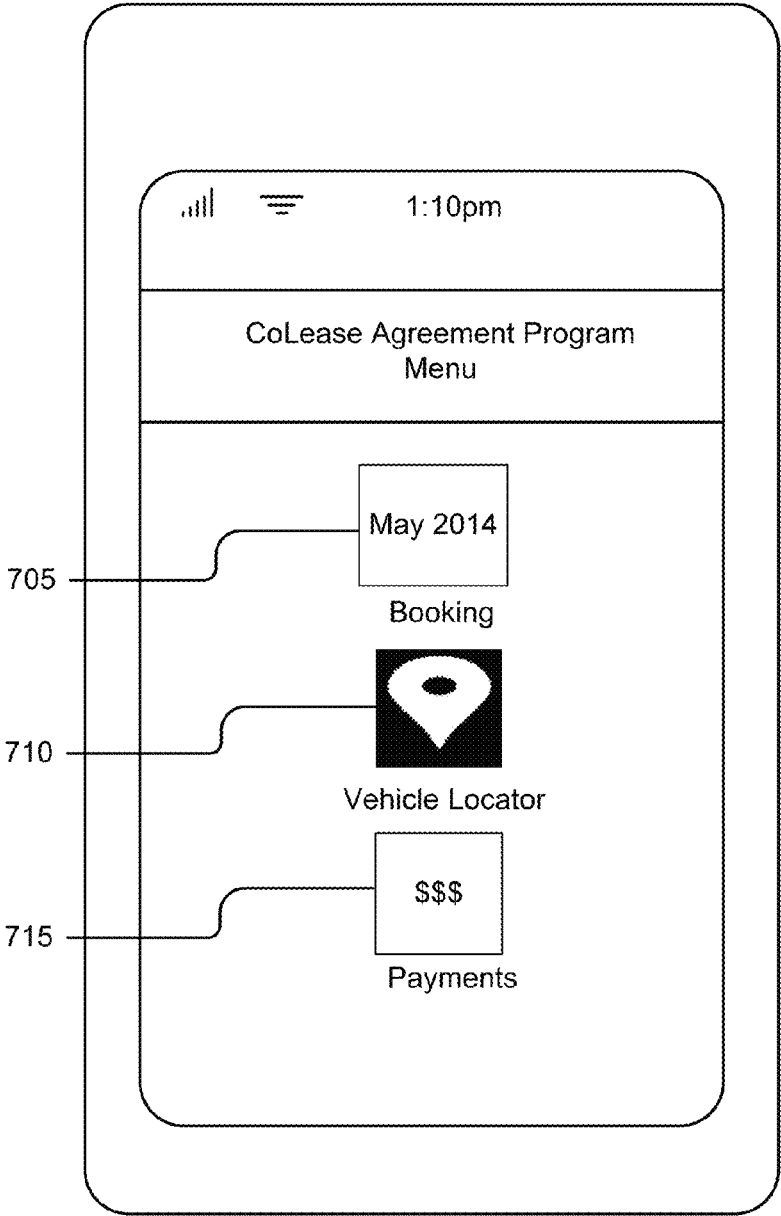 1:10pm
CoLease Agreement Program
Menu
May 2014
705
Booking
710
Vehicle Locator
$$$
715
Payments